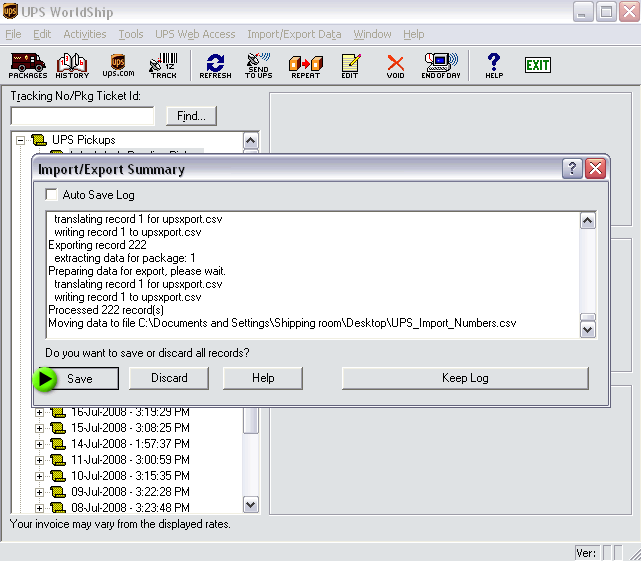 UPS WorldShip
File Edit Activities Tools UPS Web Access Import/Export Data Window Help
PACKAGES HISTORY ups.com TRACK REFRESH SEND TO UPS REPEAT EDIT VOID END OF DAY HELP EXIT
Tracking No/Pkg Ticket Id:
Find...
UPS Pickups
Import/Export Summary
Auto Save Log
translating record 1 for upsxport.csv
writing record 1 to upsxport.csv
Exporting record 222
extracting data for package: 1
Preparing data for export, please wait.
translating record 1 for upsxport.csv
writing record 1 to upsxport.csv
Processed 222 record(s)
Moving data to file C:\Documents and Settings\Shipping room\Desktop\UPS_Import_Numbers.csv
Do you want to save or discard all records?
Save Discard Help Keep Log
16-Jul-2008 - 3:19:29 PM
15-Jul-2008 - 3:08:25 PM
14-Jul-2008 - 1:57:37 PM
11-Jul-2008 - 3:00:59 PM
10-Jul-2008 - 3:15:35 PM
09-Jul-2008 - 3:22:28 PM
08-Jul-2008 - 3:23:48 PM
Your invoice may vary from the displayed rates.
Ver: